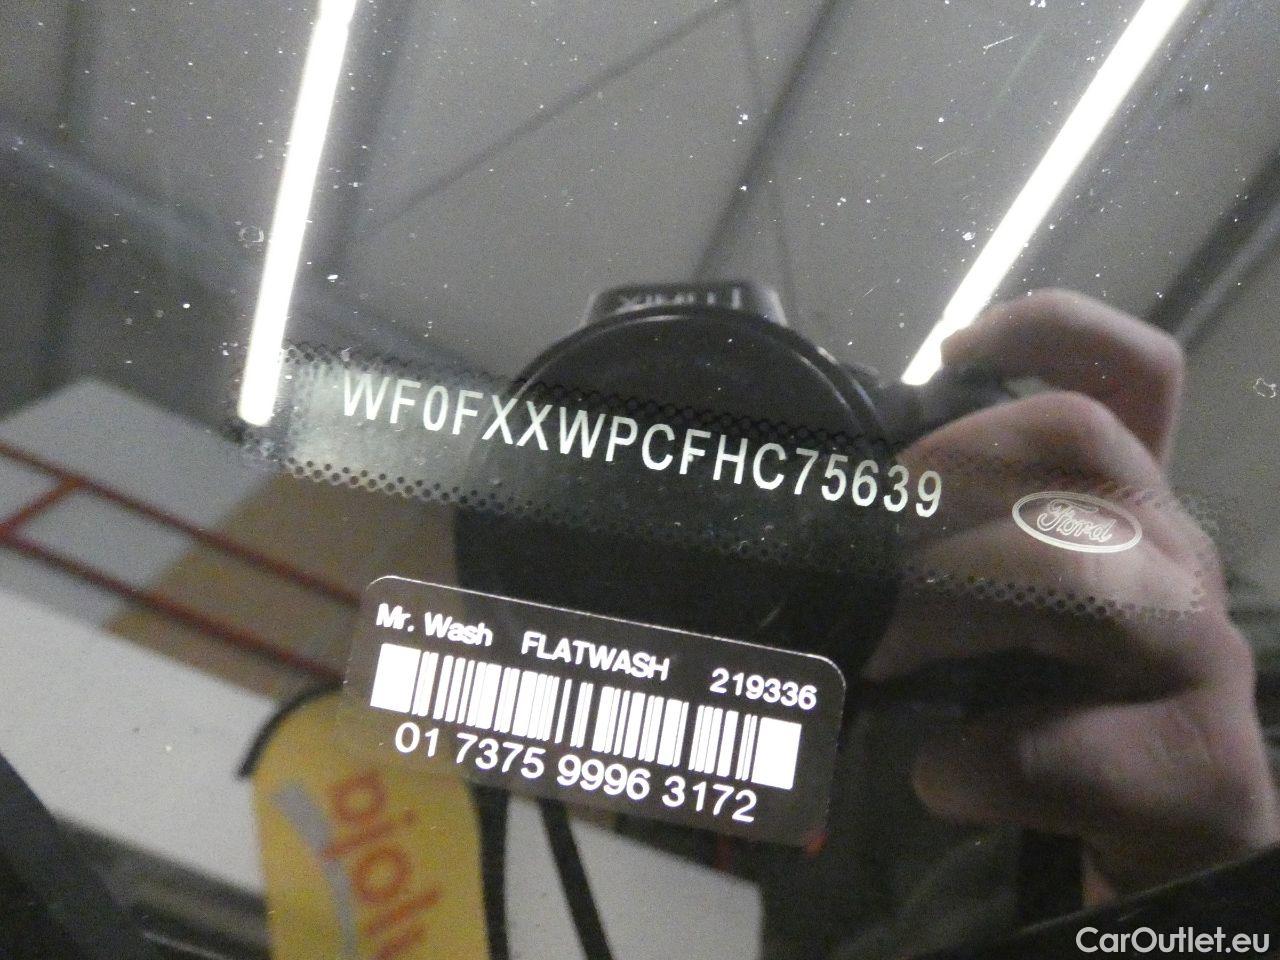 WF0FXXWPCFHC75639
Ford
Mr. Wash FLATWASH 219336
01 7375 9996 3172
CarOutlet.eu